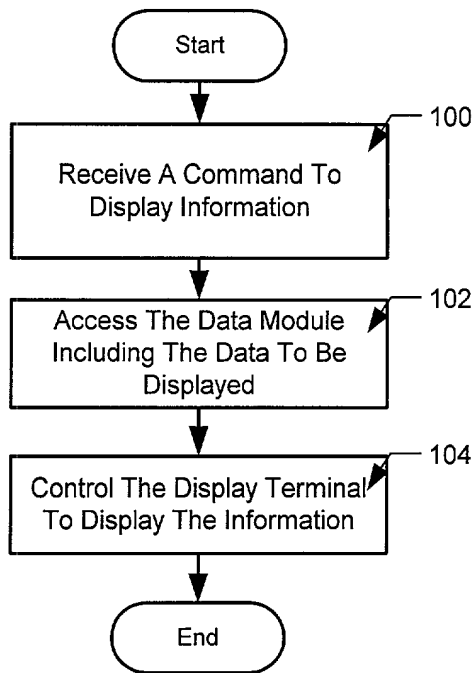 Start
100
Receive A Command To
Display Information
102
Access The Data Module
Including The Data To Be
Displayed
104
Control The Display Terminal
To Display The Information
End